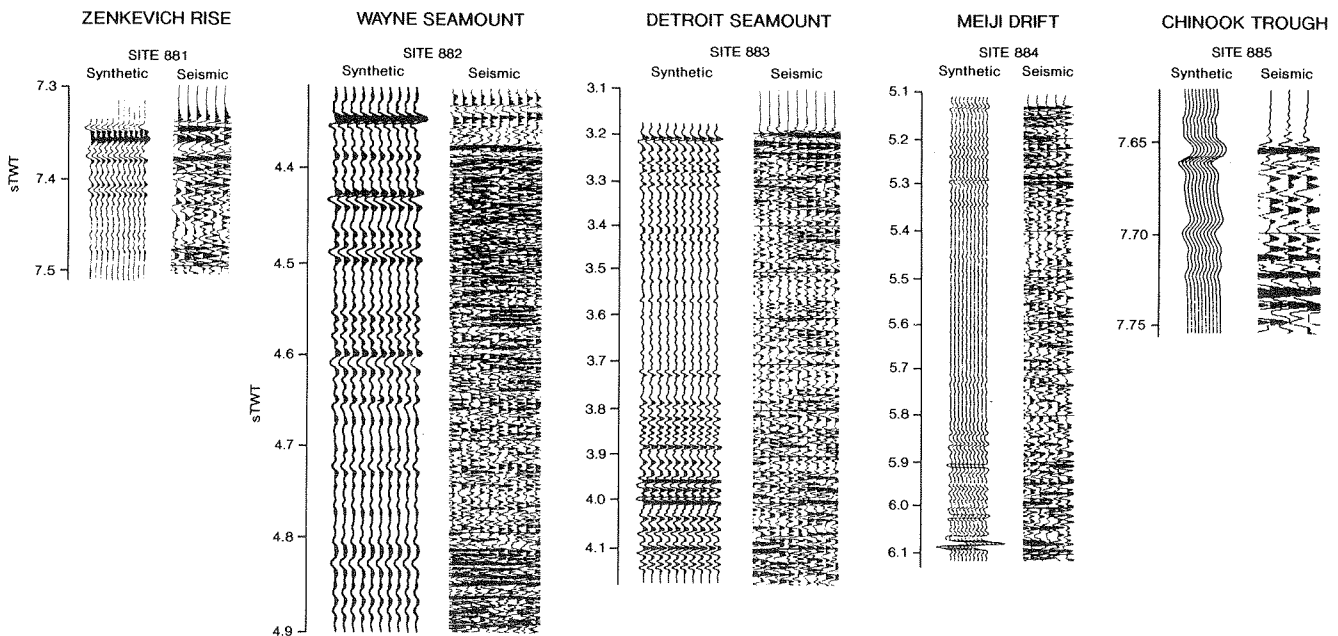 ZENKEVICH RISE
SITE 881
Synthetic Seismic
7.3
7.4
7.5
sTWT
WAYNE SEAMOUNT
SITE 882
Synthetic Seismic
4.4
4.5
4.6
4.7
4.8
4.9
sTWT
DETROIT SEAMOUNT
SITE 883
Synthetic Seismic
3.1
3.2
3.3
3.4
3.5
3.6
3.7
3.8
3.9
4.0
4.1
MEIJI DRIFT
SITE 884
Synthetic Seismic
5.1
5.2
5.3
5.4
5.5
5.6
5.7
5.8
5.9
6.0
6.1
CHINOOK TROUGH
SITE 885
Synthetic Seismic
7.65
7.70
7.75